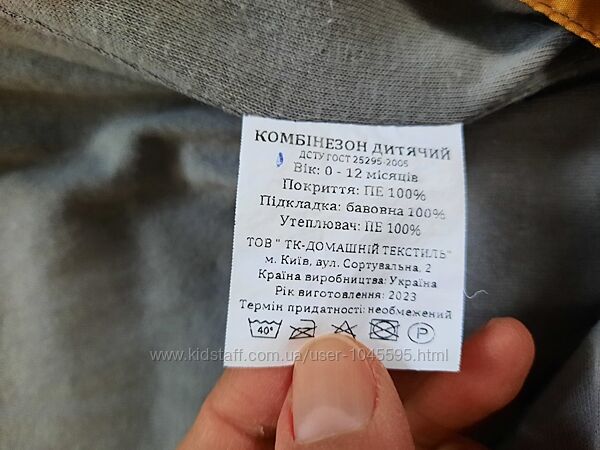 КОМБІНЕЗОН ДИТЯЧИЙ
ДСТУ ГОСТ 25295-2005
Вік: 0 - 12 місяців
Покриття: ПЕ 100%
Підкладка: бавовна 100%
Утеплювач: ПЕ 100%
ТОВ " ТК-ДОМАШНІЙ ТЕКСТИЛЬ"
м. Київ, вул. Сортувальна, 2
Країна виробництва: Україна
Рік виготовлення: 2023
Термін придатності: необмежений
40° P
www.kidstaff.com.ua/user-1045595.html